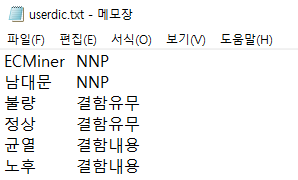 userdic.txt - 메모장
파일(F) 편집(E) 서식(O) 보기(V) 도움말(H)
ECMiner NNP
남대문 NNP
불량 결함유무
정상 결함유무
균열 결함내용
노후 결함내용